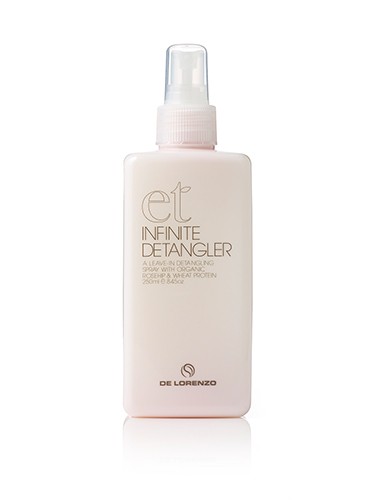 et
INFINITE
DETANGLER
A LEAVE-IN DETANGLING
SPRAY WITH ORGANIC
ROSEHIP & WHEAT PROTEIN
250ml ℮ 8.45oz
DE LORENZO